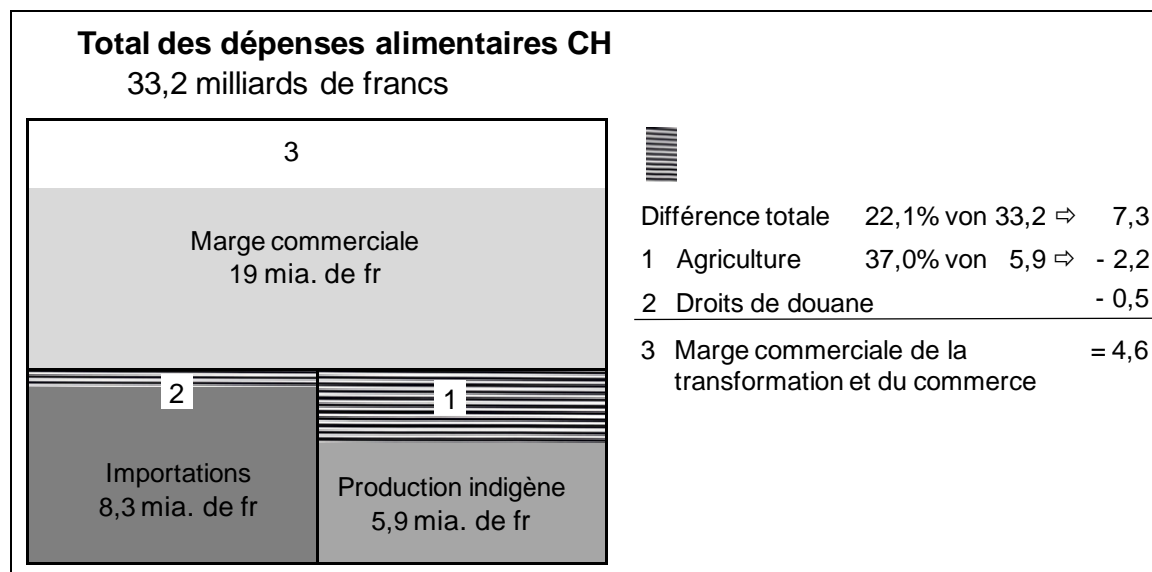 Total des dépenses alimentaires CH
33,2 milliards de francs
3
Marge commerciale
19 mia. de fr
2
1
Importations
8,3 mia. de fr
Production indigène
5,9 mia. de fr
Différence totale 22,1% von 33,2 ⇨ 7,3
1 Agriculture 37,0% von 5,9 ⇨ - 2,2
2 Droits de douane - 0,5
3 Marge commerciale de la = 4,6
transformation et du commerce